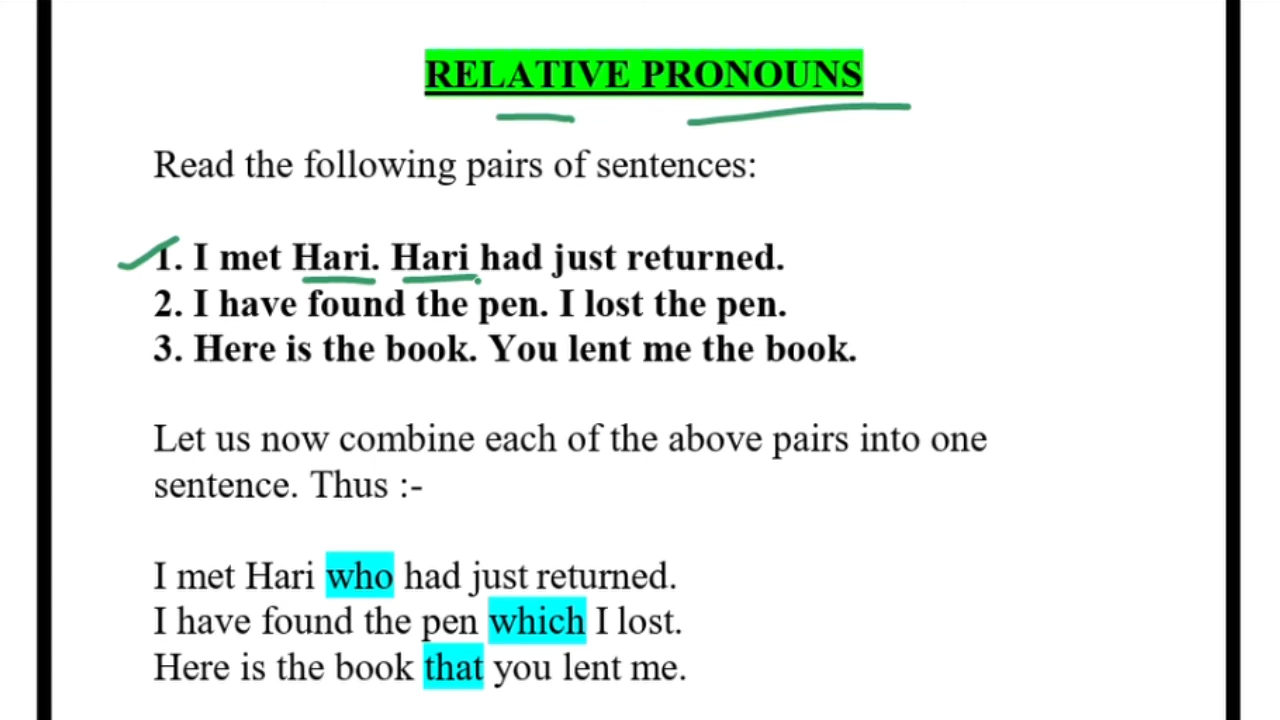 RELATIVE PRONOUNS
Read the following pairs of sentences:
1. I met Hari. Hari had just returned.
2. I have found the pen. I lost the pen.
3. Here is the book. You lent me the book.
Let us now combine each of the above pairs into one
sentence. Thus :-
I met Hari who had just returned.
I have found the pen which I lost.
Here is the book that you lent me.